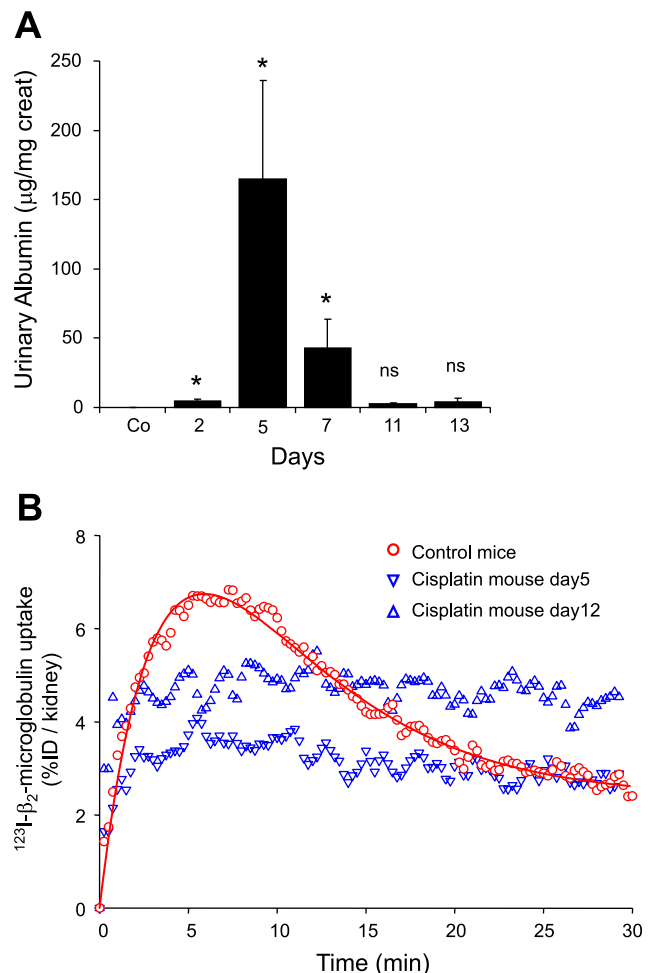 A
250
200
150
100
50
0
Urinary Albumin (μg/mg creat)
*
*
*
ns
ns
Co 2 5 7 11 13
Days
B
8
6
4
2
0
¹²³I-β₂-microglobulin uptake
(%ID / kidney)
Control mice
Cisplatin mouse day5
Cisplatin mouse day12
0 5 10 15 20 25 30
Time (min)